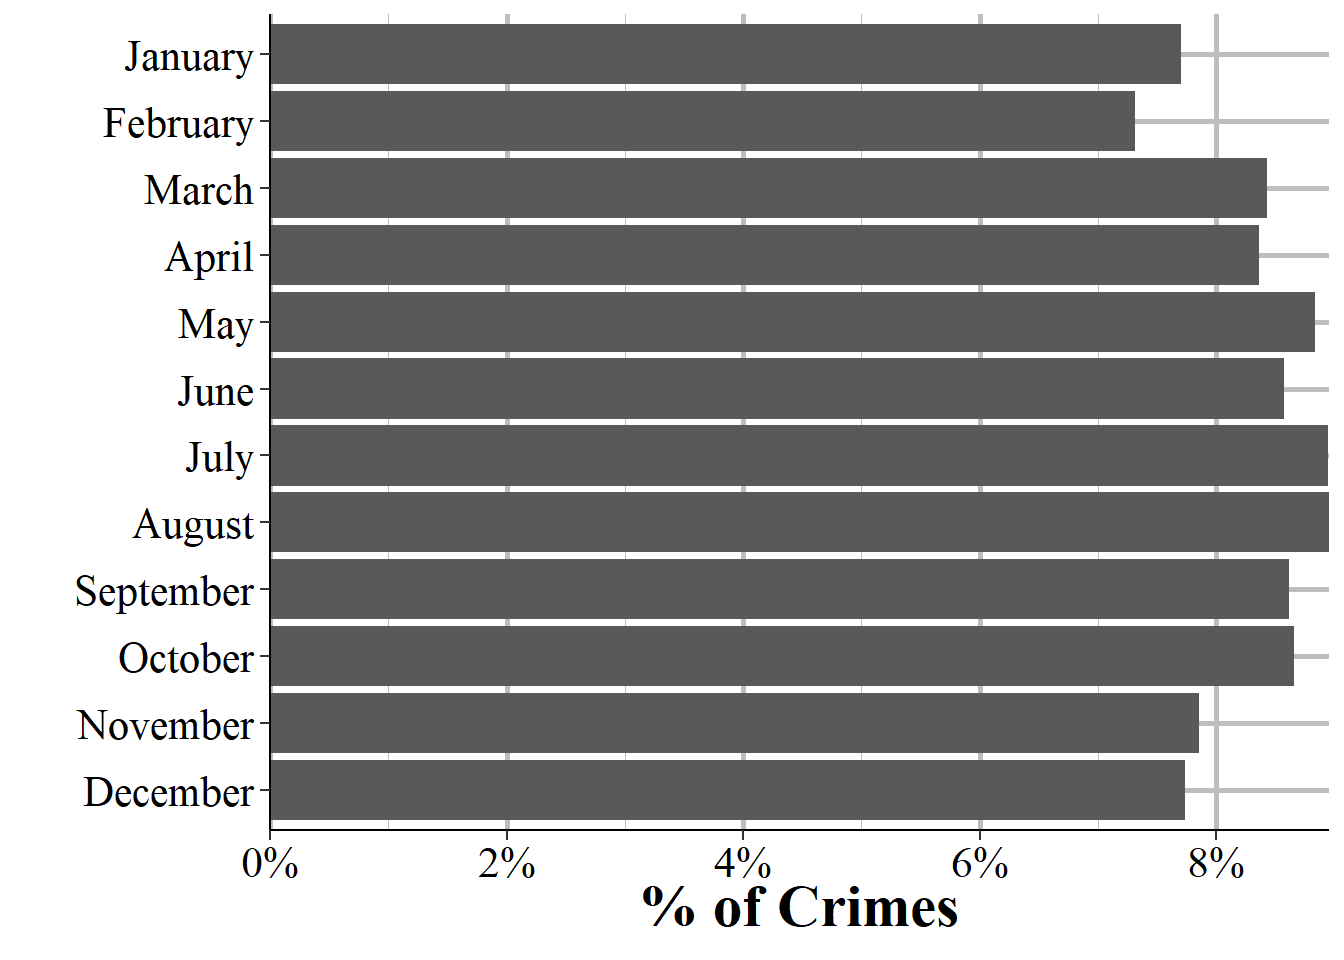 January
February
March
April
May
June
July
August
September
October
November
December
0% 2% 4% 6% 8%
% of Crimes